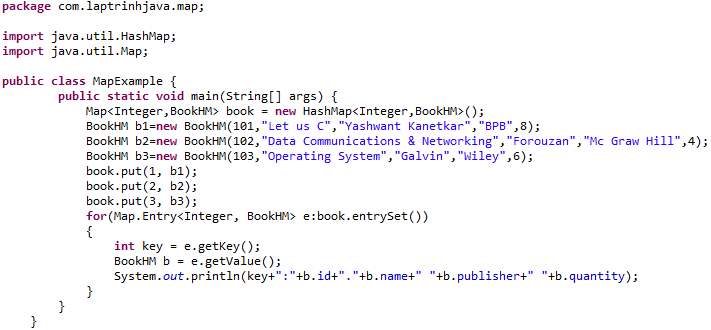 package com.laptrinhjava.map;
import java.util.HashMap;
import java.util.Map;
public class MapExample {
public static void main(String[] args) {
Map<Integer,BookHM> book = new HashMap<Integer,BookHM>();
BookHM b1=new BookHM(101,"Let us C","Yashwant Kanetkar","BPB",8);
BookHM b2=new BookHM(102,"Data Communications & Networking","Forouzan","Mc Graw Hill",4);
BookHM b3=new BookHM(103,"Operating System","Galvin","Wiley",6);
book.put(1, b1);
book.put(2, b2);
book.put(3, b3);
for(Map.Entry<Integer, BookHM> e:book.entrySet())
{
int key = e.getKey();
BookHM b = e.getValue();
System.out.println(key+":"+b.id+"."+b.name+" "+b.publisher+" "+b.quantity);
}
}
}